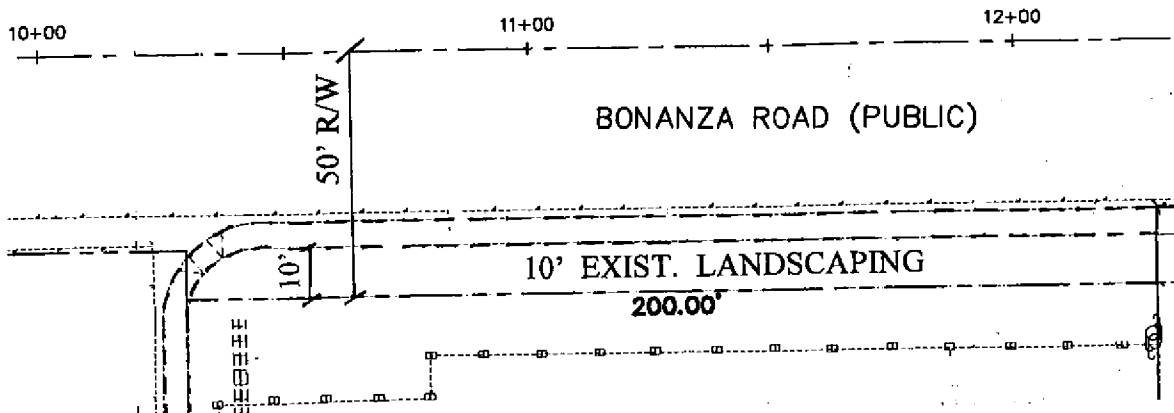 10+00
11+00
12+00
BONANZA ROAD (PUBLIC)
50' R/W
10'
10' EXIST. LANDSCAPING
200.00'